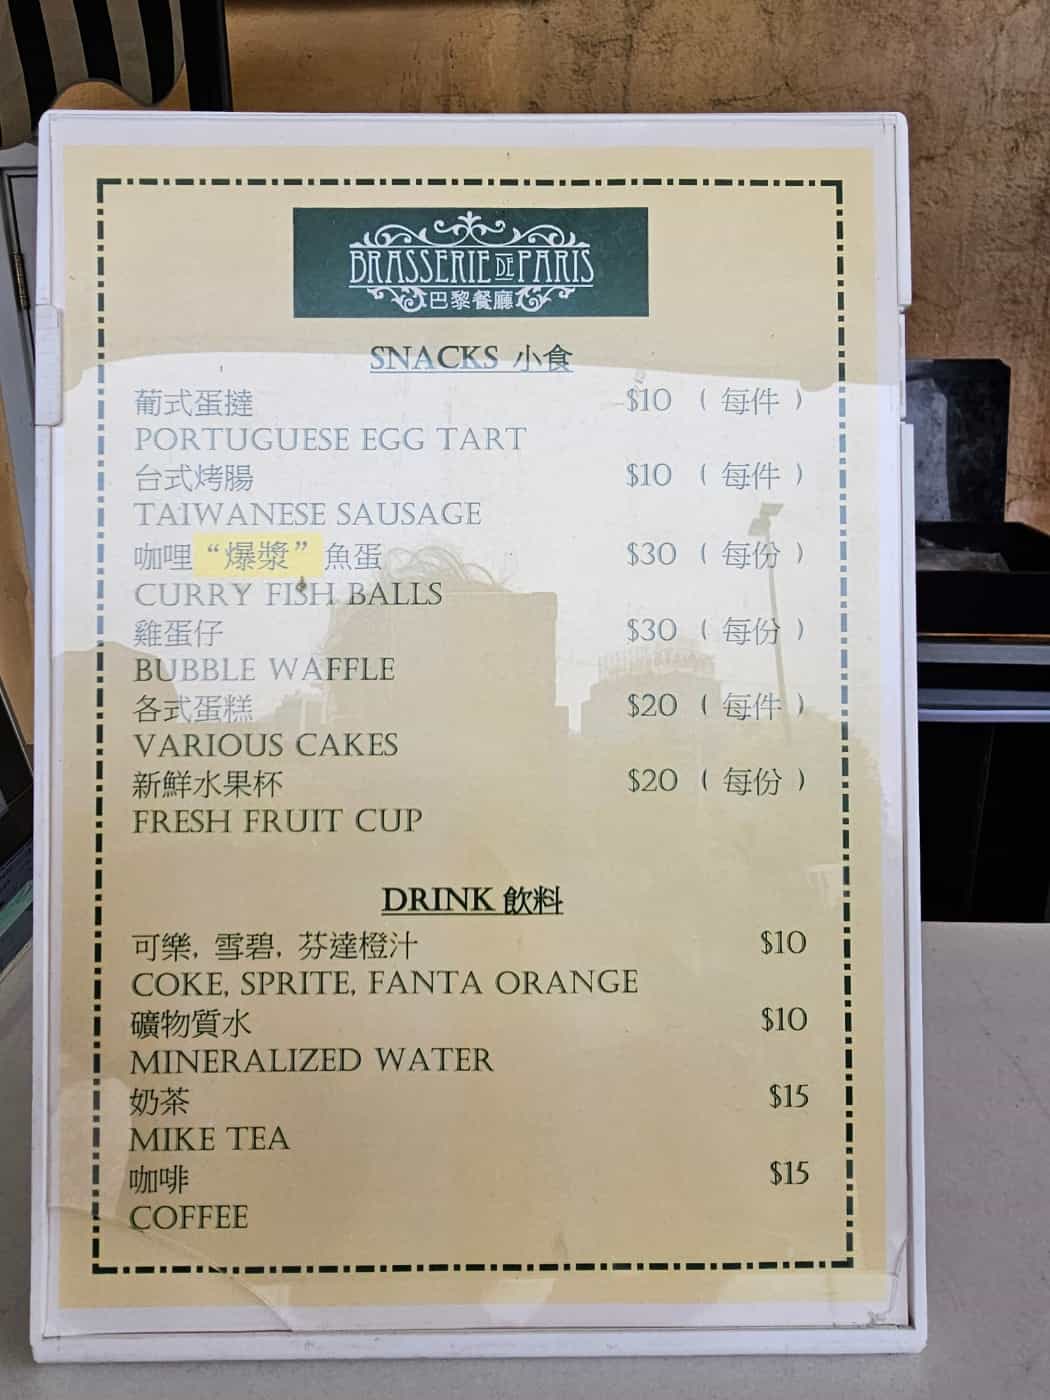 BRASSERIE DE PARIS
巴黎餐廳
SNACKS 小食
葡式蛋撻 $10 ( 每件 )
PORTUGUESE EGG TART
台式烤腸 $10 ( 每件 )
TAIWANESE SAUSAGE
咖哩“爆漿”魚蛋 $30 ( 每份 )
CURRY FISH BALLS
雞蛋仔 $30 ( 每份 )
BUBBLE WAFFLE
各式蛋糕 $20 ( 每件 )
VARIOUS CAKES
新鮮水果杯 $20 ( 每份 )
FRESH FRUIT CUP
DRINK 飲料
可樂, 雪碧, 芬達橙汁 $10
COKE, SPRITE, FANTA ORANGE
礦物質水 $10
MINERALIZED WATER
奶茶 $15
MIKE TEA
咖啡 $15
COFFEE